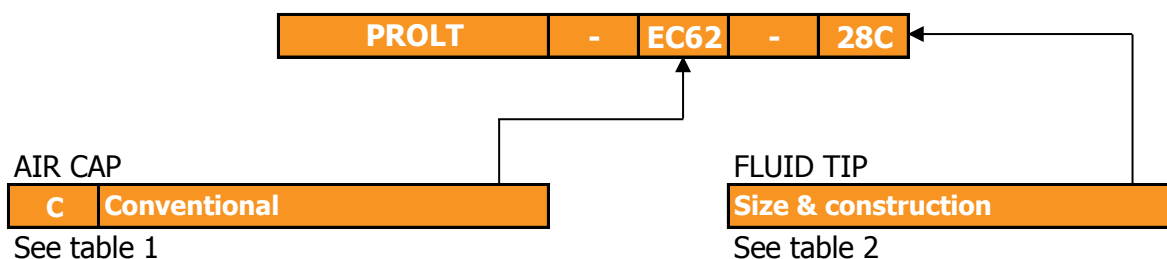 PROLT - EC62 - 28C
AIR CAP
C Conventional
See table 1
FLUID TIP
Size & construction
See table 2